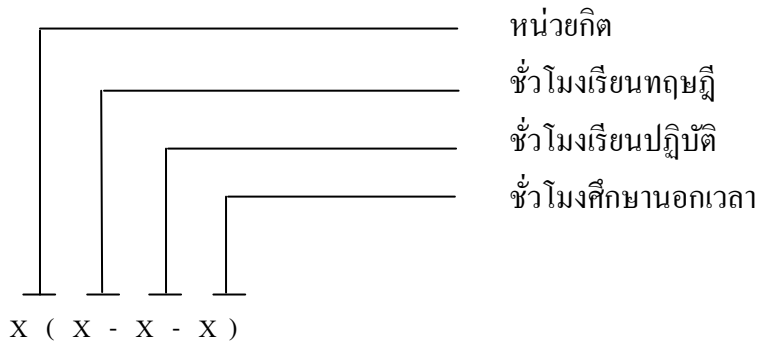 หน่วยกิต
ชั่วโมงเรียนทฤษฎี
ชั่วโมงเรียนปฏิบัติ
ชั่วโมงศึกษานอกเวลา
X ( X - X - X )